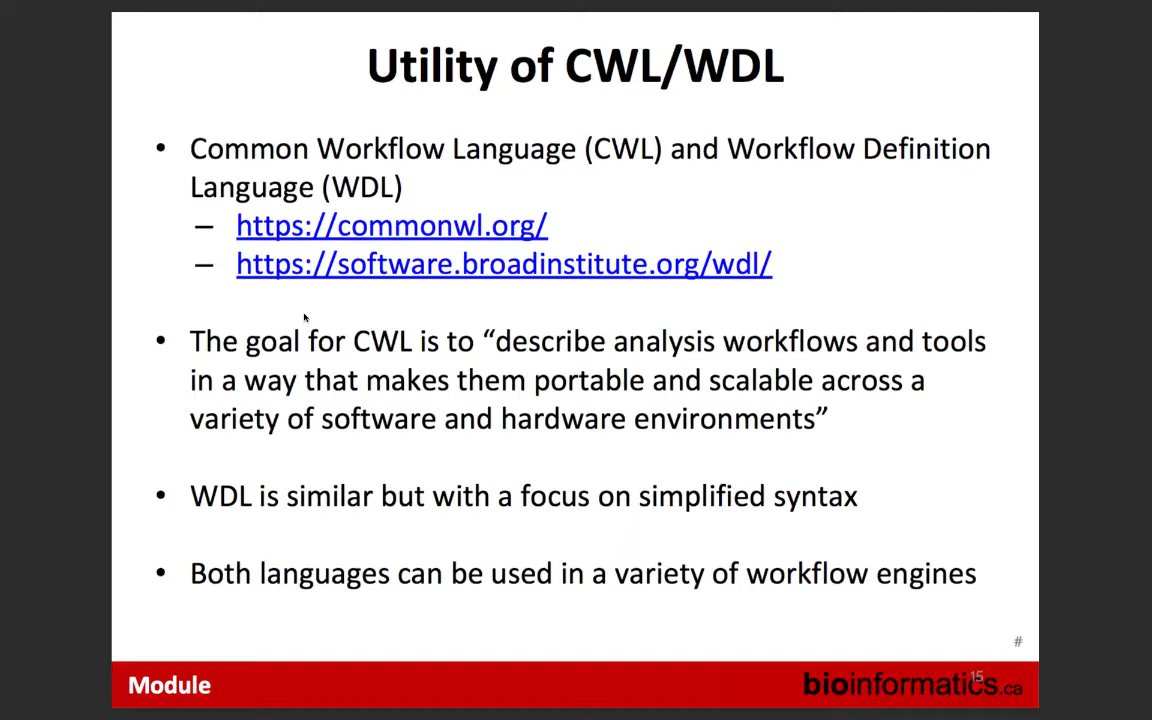 Utility of CWL/WDL
• Common Workflow Language (CWL) and Workflow Definition
Language (WDL)
– https://commonwl.org/
– https://software.broadinstitute.org/wdl/
• The goal for CWL is to “describe analysis workflows and tools
in a way that makes them portable and scalable across a
variety of software and hardware environments”
• WDL is similar but with a focus on simplified syntax
• Both languages can be used in a variety of workflow engines
#
Module
15
bioinformatics.ca